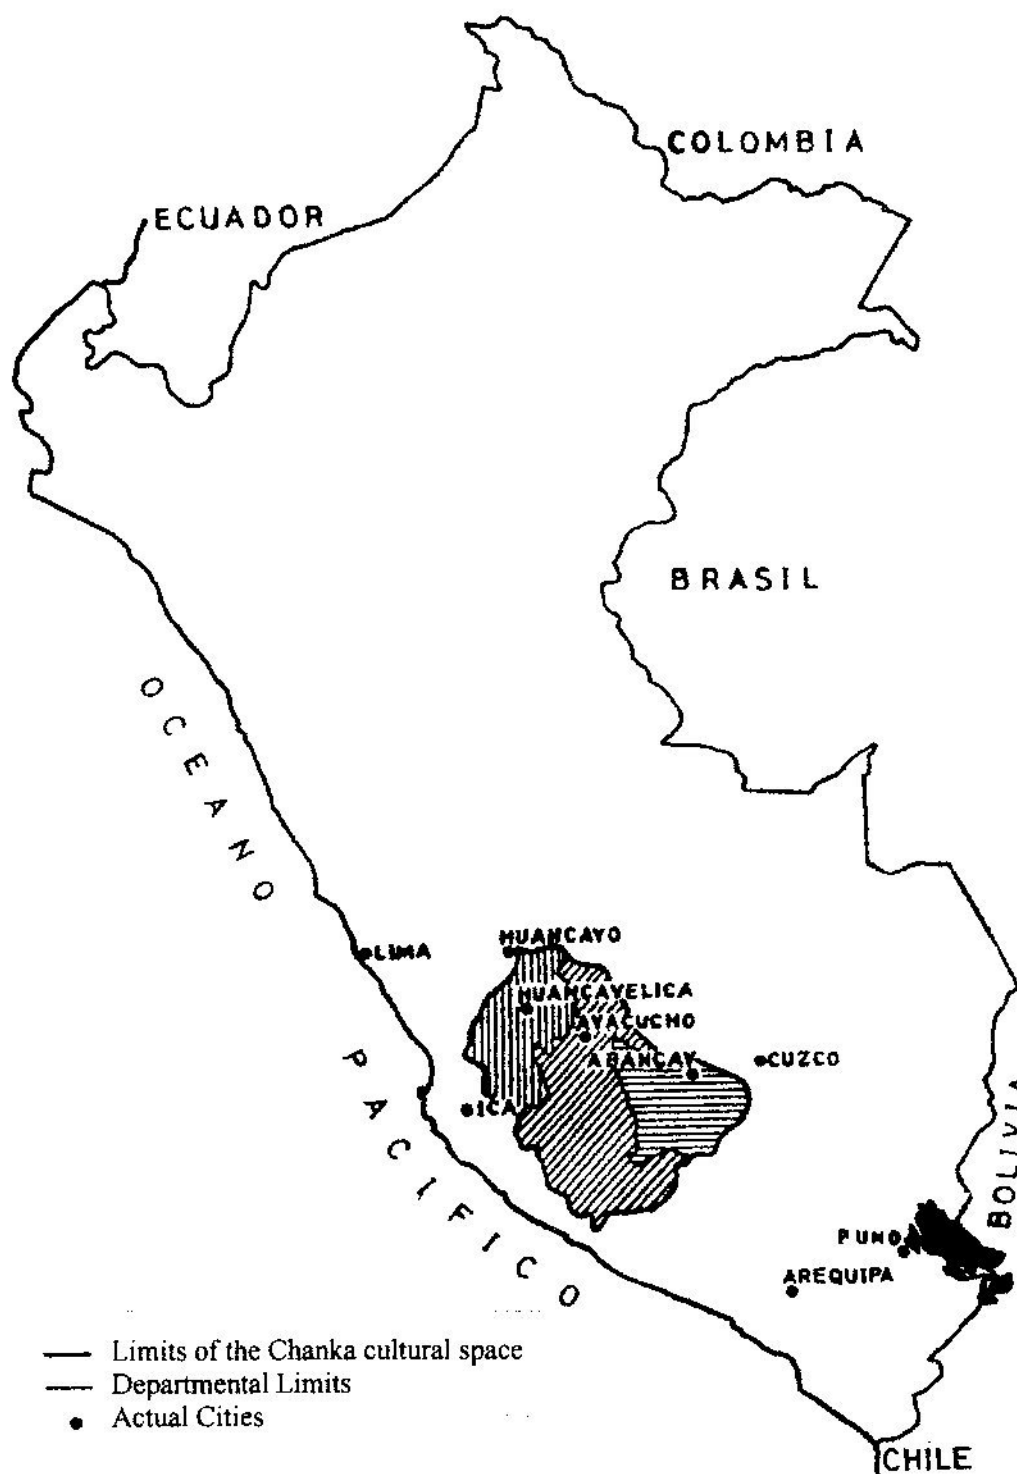 COLOMBIA
ECUADOR
BRASIL
OCEANO PACIFICO
HUANCAYO
LIMA
HUANCAVELICA
AYACUCHO
ABANCAY
CUZCO
ICA
BOLIVIA
PUNO
AREQUIPA
Limits of the Chanka cultural space
Departmental Limits
Actual Cities
CHILE